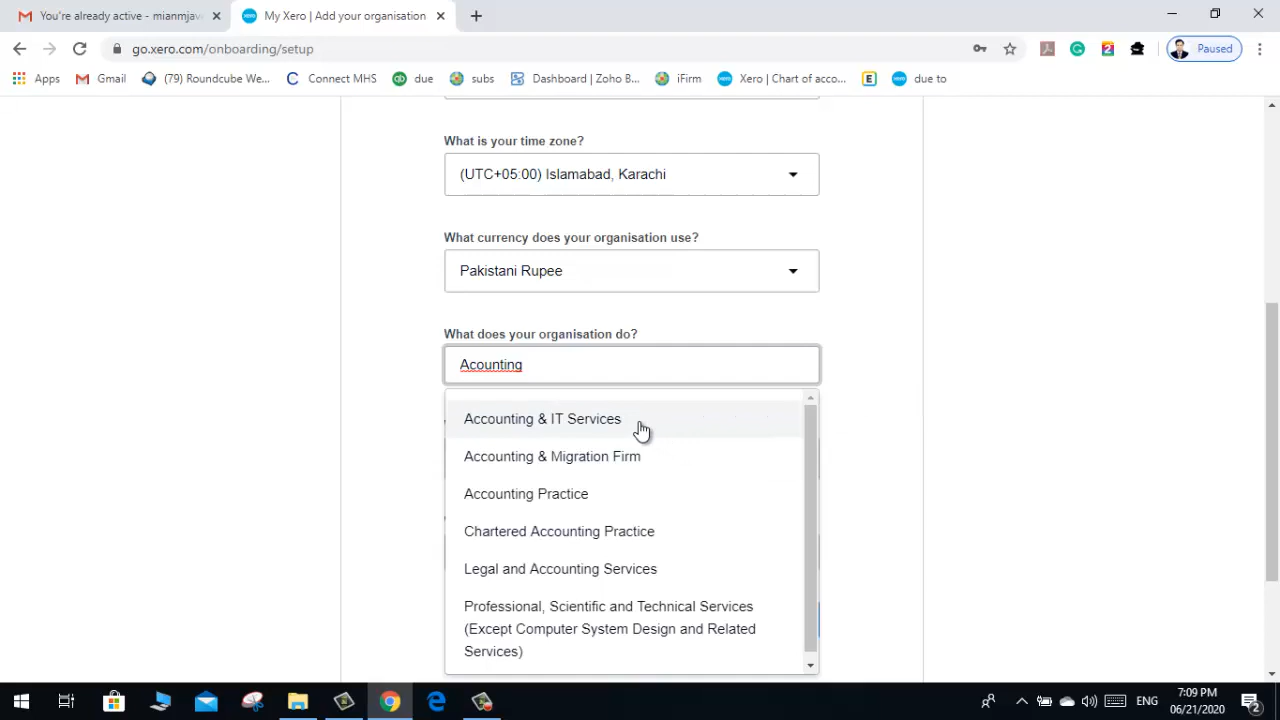 You're already active - mianmjav
My Xero | Add your organisation
go.xero.com/onboarding/setup
Paused
Apps
Gmail
(79) Roundcube We...
Connect MHS
due
subs
Dashboard | Zoho B...
iFirm
Xero | Chart of acco...
E
due to
What is your time zone?
(UTC+05:00) Islamabad, Karachi
What currency does your organisation use?
Pakistani Rupee
What does your organisation do?
Acounting
Accounting & IT Services
Accounting & Migration Firm
Accounting Practice
Chartered Accounting Practice
Legal and Accounting Services
Professional, Scientific and Technical Services
(Except Computer System Design and Related
Services)
ENG
7:09 PM
06/21/2020
2